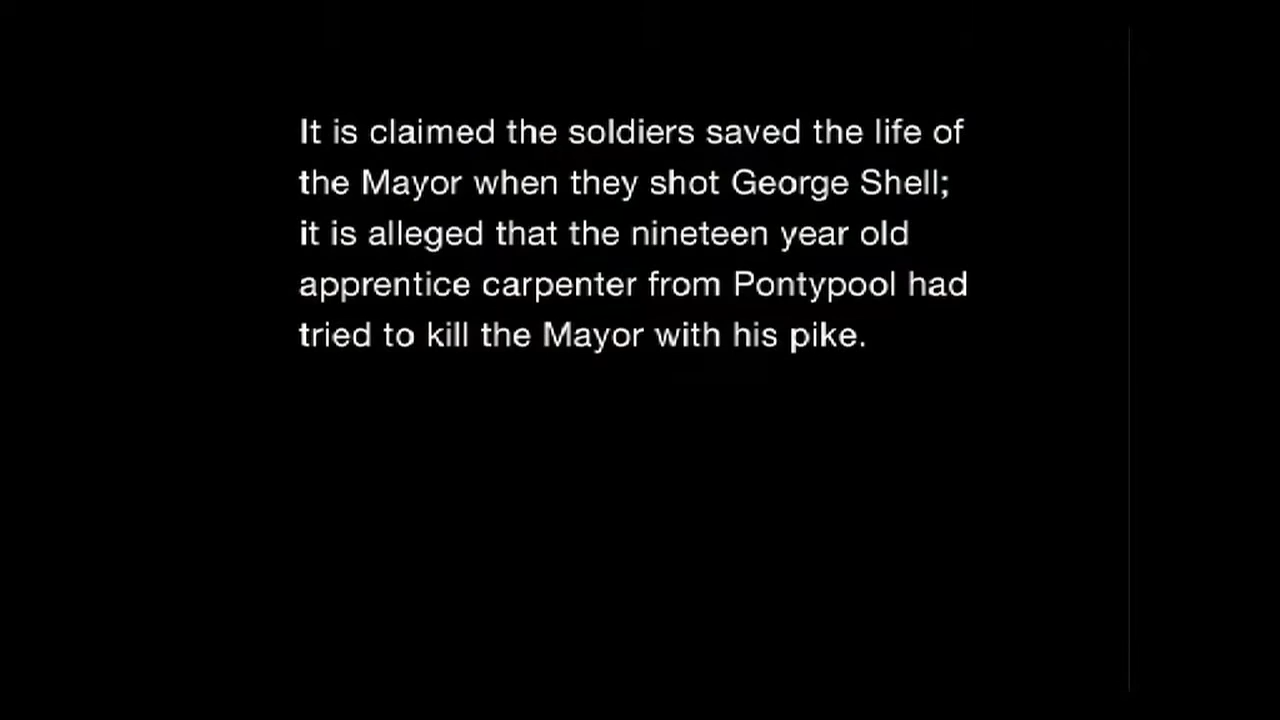 It is claimed the soldiers saved the life of
the Mayor when they shot George Shell;
it is alleged that the nineteen year old
apprentice carpenter from Pontypool had
tried to kill the Mayor with his pike.